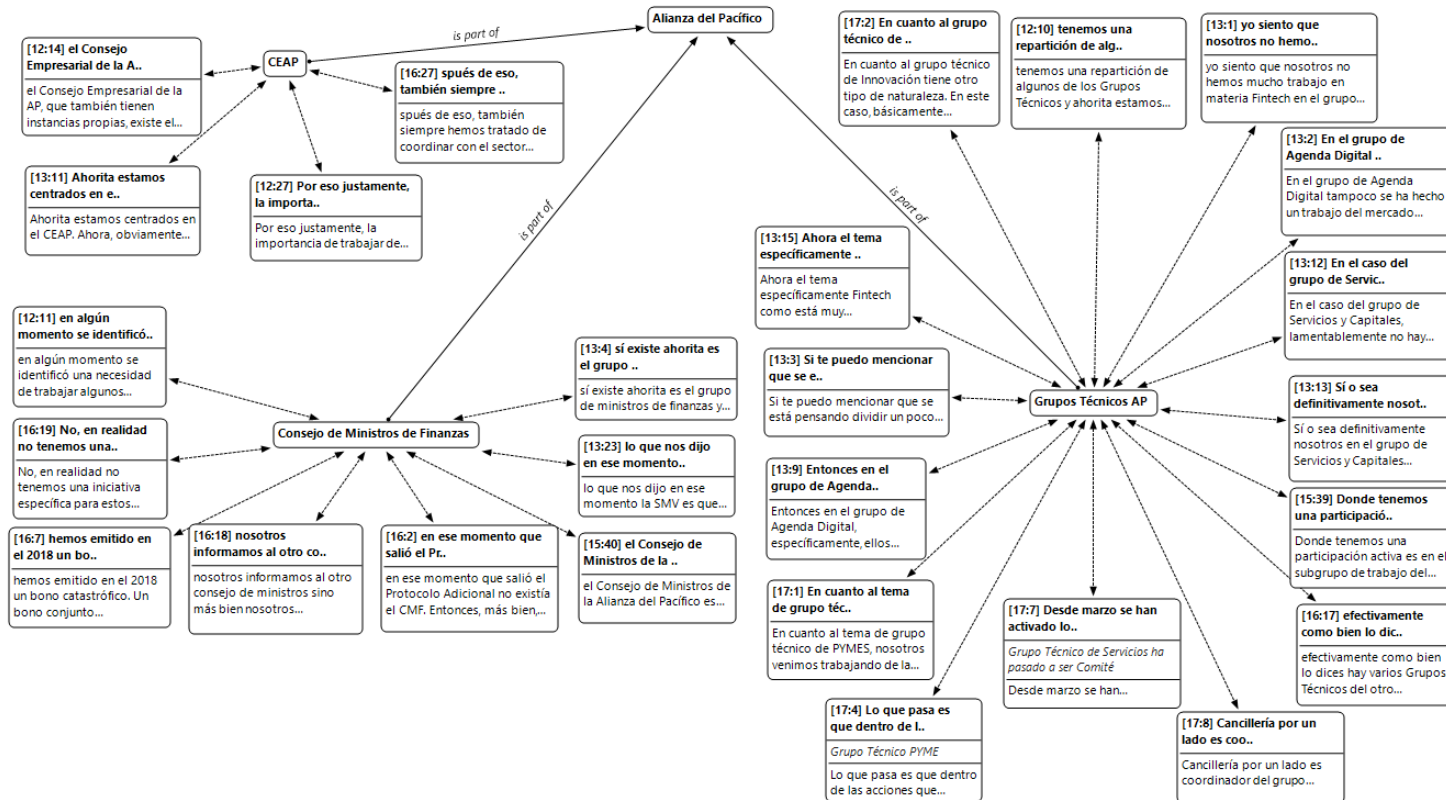 Alianza del Pacífico
is part of
is part of
is part of
CEAP
[12:14] el Consejo
Empresarial de la A..
el Consejo Empresarial de la
AP, que también tienen
instancias propias, existe el...
[16:27] spués de eso,
también siempre ..
spués de eso, también
siempre hemos tratado de
coordinar con el sector...
[13:11] Ahorita estamos
centrados en e..
Ahorita estamos centrados en
el CEAP. Ahora, obviamente...
[12:27] Por eso justamente,
la importa..
Por eso justamente, la
importancia de trabajar de...
[12:11] en algún
momento se identificó..
en algún momento se
identificó una necesidad
de trabajar algunos...
[13:4] sí existe ahorita es
el grupo ..
sí existe ahorita es el grupo
de ministros de finanzas y...
Consejo de Ministros de Finanzas
[16:19] No, en realidad
no tenemos una..
No, en realidad no
tenemos una iniciativa
específica para estos...
[13:23] lo que nos dijo
en ese momento..
lo que nos dijo en ese
momento la SMV es que...
[16:7] hemos emitido en
el 2018 un bo..
hemos emitido en el 2018
un bono catastrófico. Un
bono conjunto...
[16:18] nosotros
informamos al otro co..
nosotros informamos al otro
consejo de ministros sino
más bien nosotros...
[16:2] en ese momento que
salió el Pr..
en ese momento que salió el
Protocolo Adicional no existía
el CMF. Entonces, más bien,...
[15:40] el Consejo de
Ministros de la ..
el Consejo de Ministros de
la Alianza del Pacífico es...
[17:2] En cuanto al grupo
técnico de ..
En cuanto al grupo técnico
de Innovación tiene otro
tipo de naturaleza. En este
caso, básicamente...
[12:10] tenemos una
repartición de alg..
tenemos una repartición de
algunos de los Grupos
Técnicos y ahorita estamos...
[13:1] yo siento que
nosotros no hemo..
yo siento que nosotros no
hemos mucho trabajo en
materia Fintech en el grupo...
[13:2] En el grupo de
Agenda Digital ..
En el grupo de Agenda
Digital tampoco se ha hecho
un trabajo del mercado...
[13:15] Ahora el tema
específicamente ..
Ahora el tema
específicamente Fintech
como está muy...
[13:12] En el caso del
grupo de Servic..
En el caso del grupo de
Servicios y Capitales,
lamentablemente no hay...
[13:3] Si te puedo mencionar
que se e..
Si te puedo mencionar que se
está pensando dividir un poco...
Grupos Técnicos AP
[13:13] Sí o sea
definitivamente nosot..
Sí o sea definitivamente
nosotros en el grupo de
Servicios y Capitales...
[13:9] Entonces en el
grupo de Agenda..
Entonces en el grupo de
Agenda Digital,
específicamente, ellos...
[15:39] Donde tenemos
una participació..
Donde tenemos una
participación activa es en el
subgrupo de trabajo del...
[17:1] En cuanto al tema
de grupo téc..
En cuanto al tema de grupo
técnico de PYMES, nosotros
venimos trabajando de la...
[17:7] Desde marzo se han
activado lo..
Grupo Técnico de Servicios ha
pasado a ser Comité
Desde marzo se han...
[16:17] efectivamente
como bien lo dic..
efectivamente como bien
lo dices hay varios Grupos
Técnicos del otro...
[17:4] Lo que pasa es
que dentro de l..
Grupo Técnico PYME
Lo que pasa es que dentro
de las acciones que...
[17:8] Cancillería por un
lado es coo..
Cancillería por un lado es
coordinador del grupo...